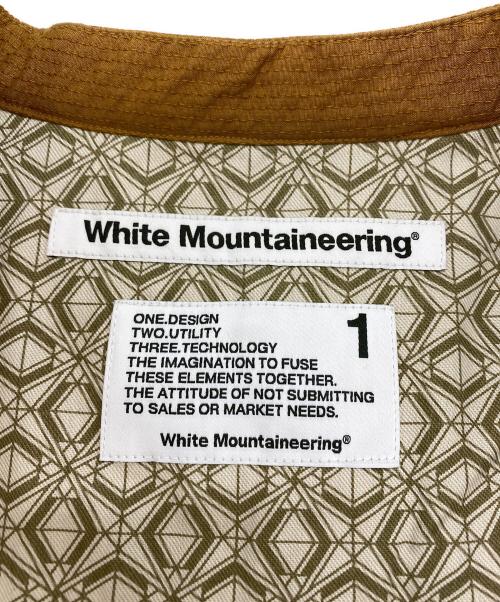 White Mountaineering®
ONE.DESIGN 1
TWO.UTILITY
THREE.TECHNOLOGY
THE IMAGINATION TO FUSE
THESE ELEMENTS TOGETHER.
THE ATTITUDE OF NOT SUBMITTING
TO SALES OR MARKET NEEDS.
White Mountaineering®